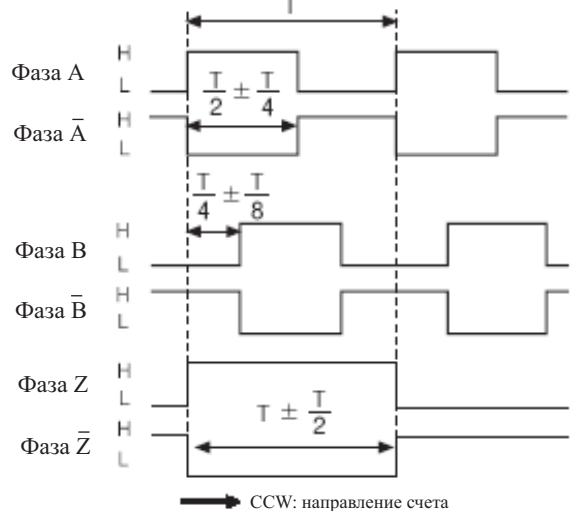 T
Фаза A H L
T/2 ± T/4
Фаза A̅ H L
T/4 ± T/8
Фаза B H L
Фаза B̅ H L
Фаза Z H L
T ± T/2
Фаза Z̅ H L
CCW: направление счета